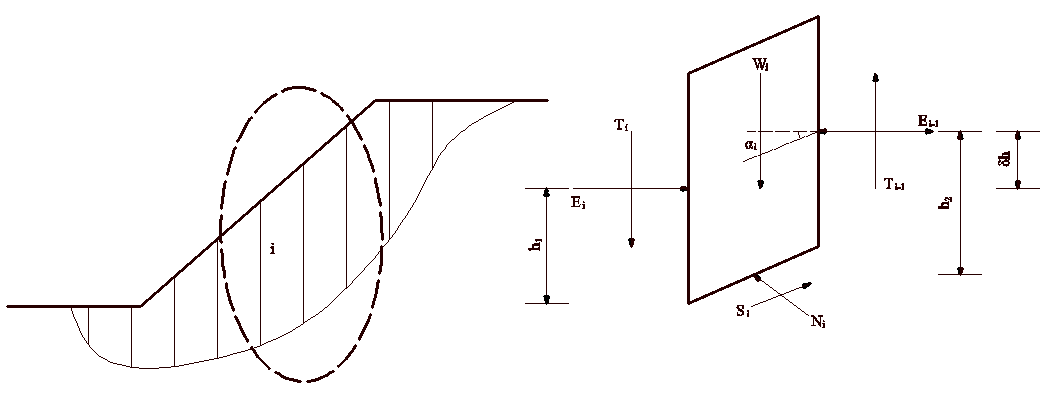 i
Wᵢ
Tᵢ
Eᵢ₋₁
αᵢ
δh
Tᵢ₋₁
Eᵢ
h₂
h₁
Sᵢ
Nᵢ